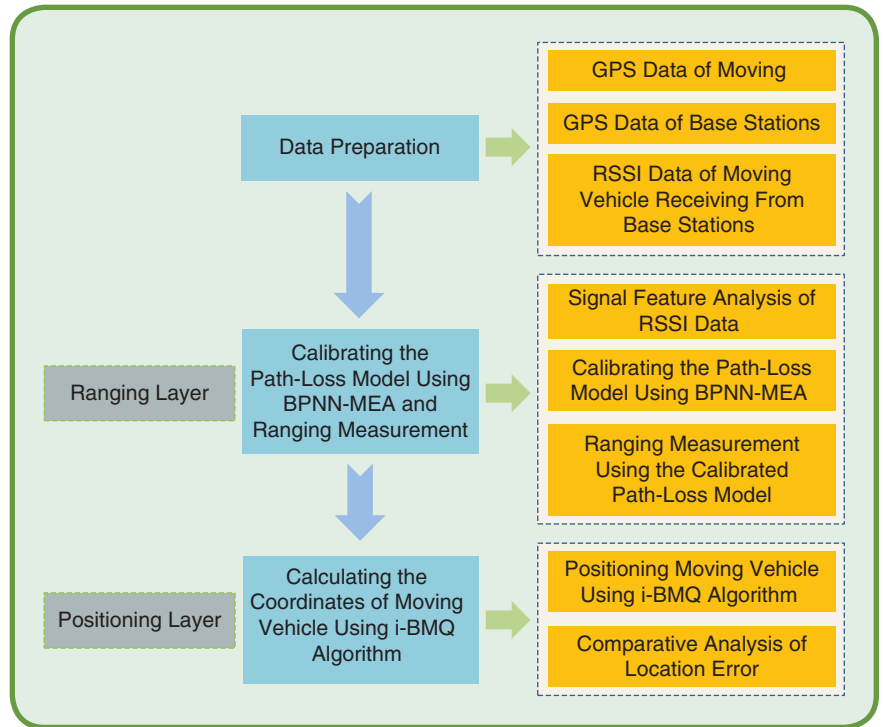 Data Preparation
GPS Data of Moving
GPS Data of Base Stations
RSSI Data of Moving
Vehicle Receiving From
Base Stations
Ranging Layer
Calibrating the
Path-Loss Model Using
BPNN-MEA and
Ranging Measurement
Signal Feature Analysis of
RSSI Data
Calibrating the Path-Loss
Model Using BPNN-MEA
Ranging Measurement
Using the Calibrated
Path-Loss Model
Positioning Layer
Calculating the
Coordinates of Moving
Vehicle Using i-BMQ
Algorithm
Positioning Moving Vehicle
Using i-BMQ Algorithm
Comparative Analysis of
Location Error